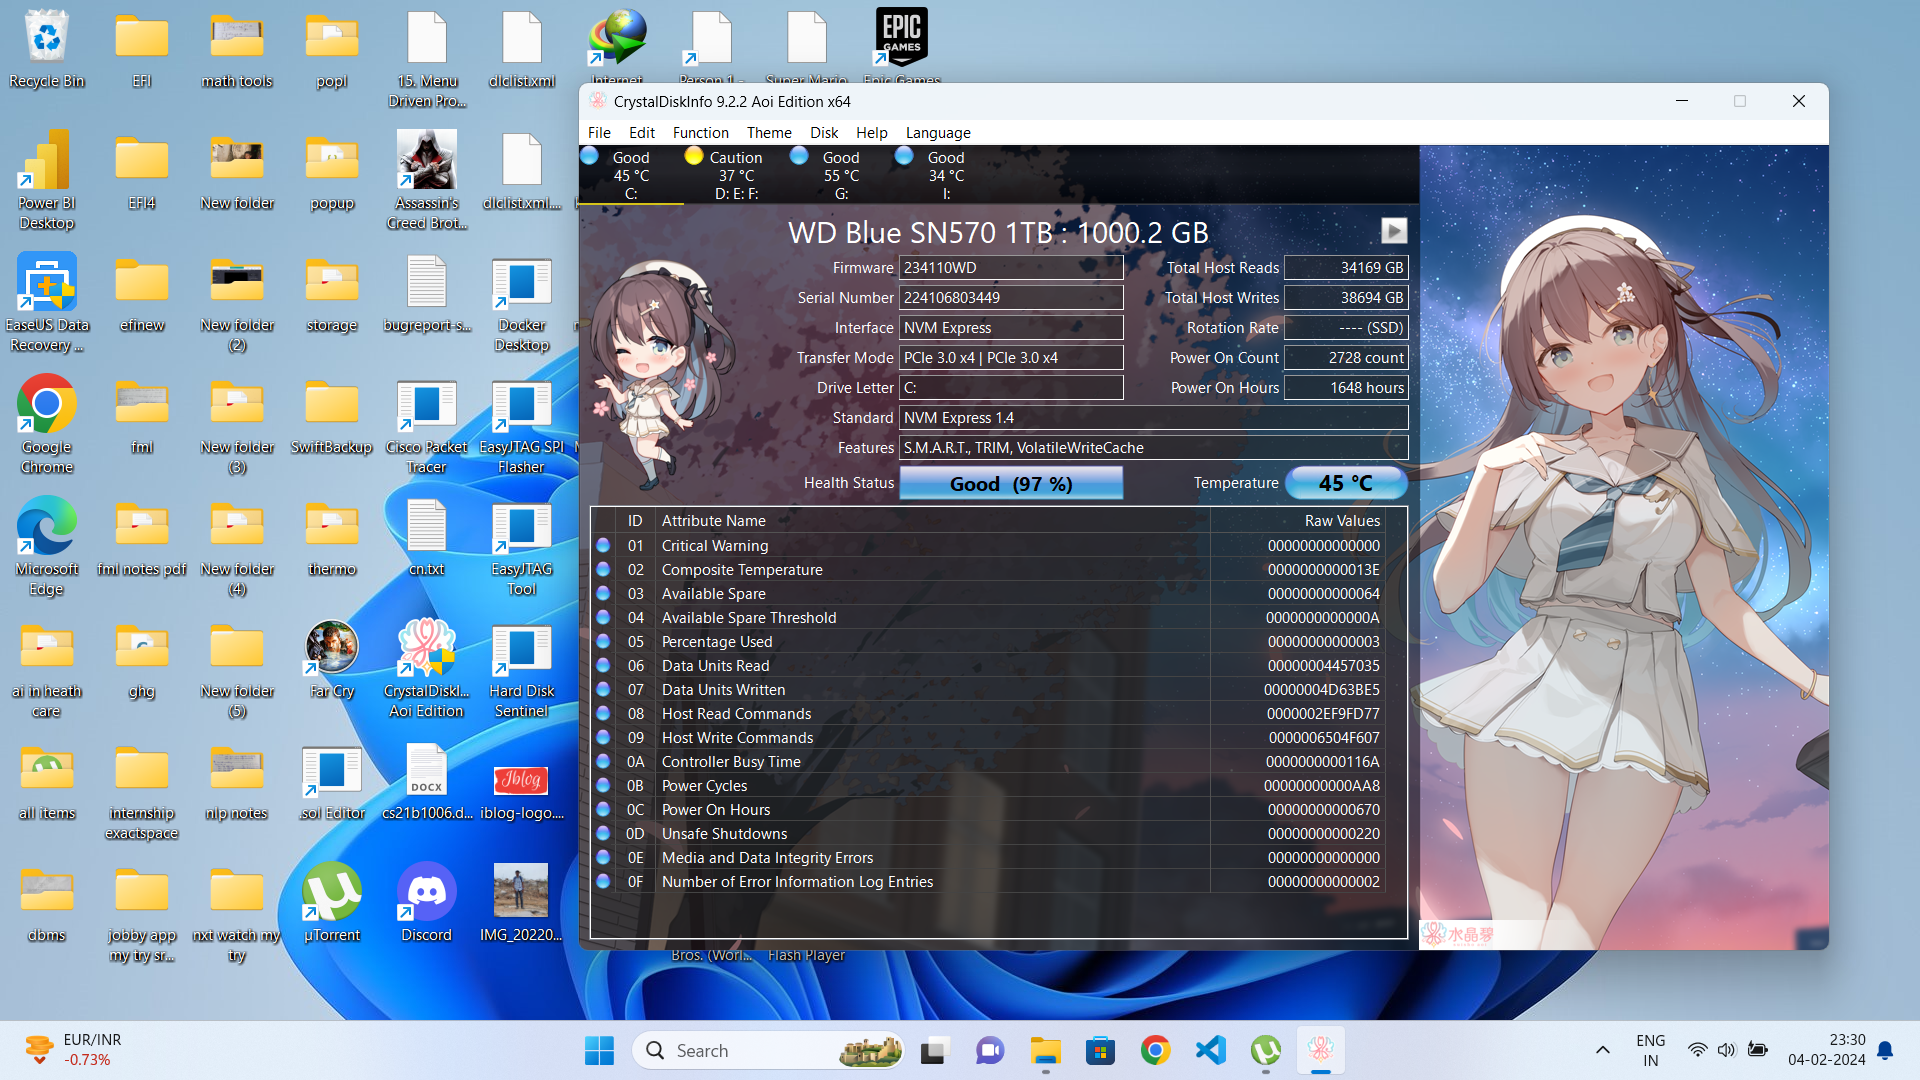 Recycle Bin
EFI
math tools
popl
15. Menu
Driven Pro...
dlclist.xml
Internet
Person 1 -
Super Mario
EPIC
GAMES
Epic Games
Power BI
Desktop
EFI4
New folder
popup
Assassin's
Creed Brot...
dlclist.xml....
EaseUS Data
Recovery ...
efinew
New folder
(2)
storage
bugreport-s...
Docker
Desktop
Google
Chrome
fml
New folder
(3)
SwiftBackup
Cisco Packet
Tracer
EasyJTAG SPI
Flasher
Microsoft
Edge
fml notes pdf
New folder
(4)
thermo
cn.txt
EasyJTAG
Tool
ai in heath
care
ghg
New folder
(5)
Far Cry
CrystalDiskI...
Aoi Edition
Hard Disk
Sentinel
all items
internship
exactspace
nlp notes
.sol Editor
DOCX
cs21b1006.d...
Iblog
iblog-logo....
dbms
jobby app
my try sr...
nxt watch my
try
µTorrent
Discord
IMG_20220...
Bros. (Worl...
Flash Player
CrystalDiskInfo 9.2.2 Aoi Edition x64
File Edit Function Theme Disk Help Language
Good
45 °C
C:
Caution
37 °C
D: E: F:
Good
55 °C
G:
Good
34 °C
I:
WD Blue SN570 1TB : 1000.2 GB
Firmware 234110WD
Total Host Reads 34169 GB
Serial Number 224106803449
Total Host Writes 38694 GB
Interface NVM Express
Rotation Rate ---- (SSD)
Transfer Mode PCIe 3.0 x4 | PCIe 3.0 x4
Power On Count 2728 count
Drive Letter C:
Power On Hours 1648 hours
Standard NVM Express 1.4
Features S.M.A.R.T., TRIM, VolatileWriteCache
Health Status Good (97 %)
Temperature 45 °C
ID Attribute Name Raw Values
01 Critical Warning 00000000000000
02 Composite Temperature 0000000000013E
03 Available Spare 00000000000064
04 Available Spare Threshold 0000000000000A
05 Percentage Used 00000000000003
06 Data Units Read 00000004457035
07 Data Units Written 00000004D63BE5
08 Host Read Commands 0000002EF9FD77
09 Host Write Commands 0000006504F607
0A Controller Busy Time 0000000000116A
0B Power Cycles 00000000000AA8
0C Power On Hours 00000000000670
0D Unsafe Shutdowns 00000000000220
0E Media and Data Integrity Errors 00000000000000
0F Number of Error Information Log Entries 00000000000002
水晶雫
EUR/INR
-0.73%
Search
ENG
IN
23:30
04-02-2024